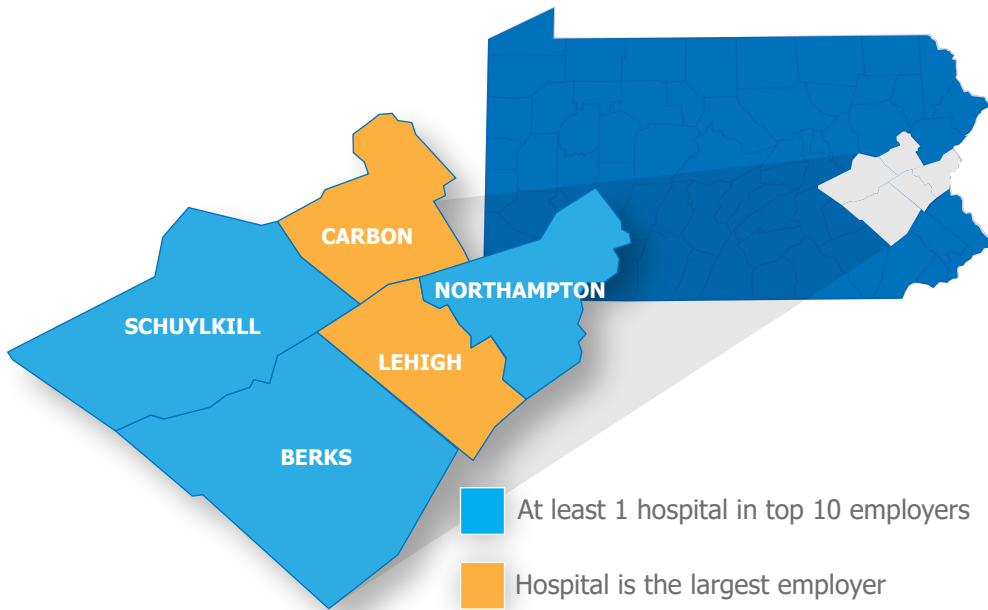 CARBON
NORTHAMPTON
SCHUYLKILL
LEHIGH
BERKS
At least 1 hospital in top 10 employers
Hospital is the largest employer